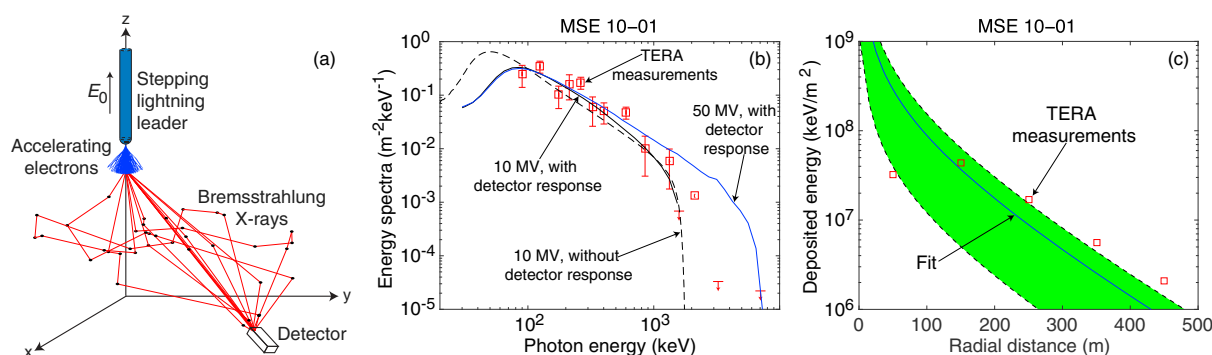 (a)
z
E0
Stepping
lightning
leader
Accelerating
electrons
Bremsstrahlung
X-rays
y
x
Detector
MSE 10−01
(b)
Energy spectra (m-2keV-1)
10^0
10^-1
10^-2
10^-3
10^-4
10^-5
TERA
measurements
50 MV, with
detector
response
10 MV, with
detector response
10 MV, without
detector response
10^2
10^3
Photon energy (keV)
MSE 10−01
(c)
Deposited energy (keV/m 2)
10^9
10^8
10^7
10^6
TERA
measurements
Fit
0
100
200
300
400
500
Radial distance (m)